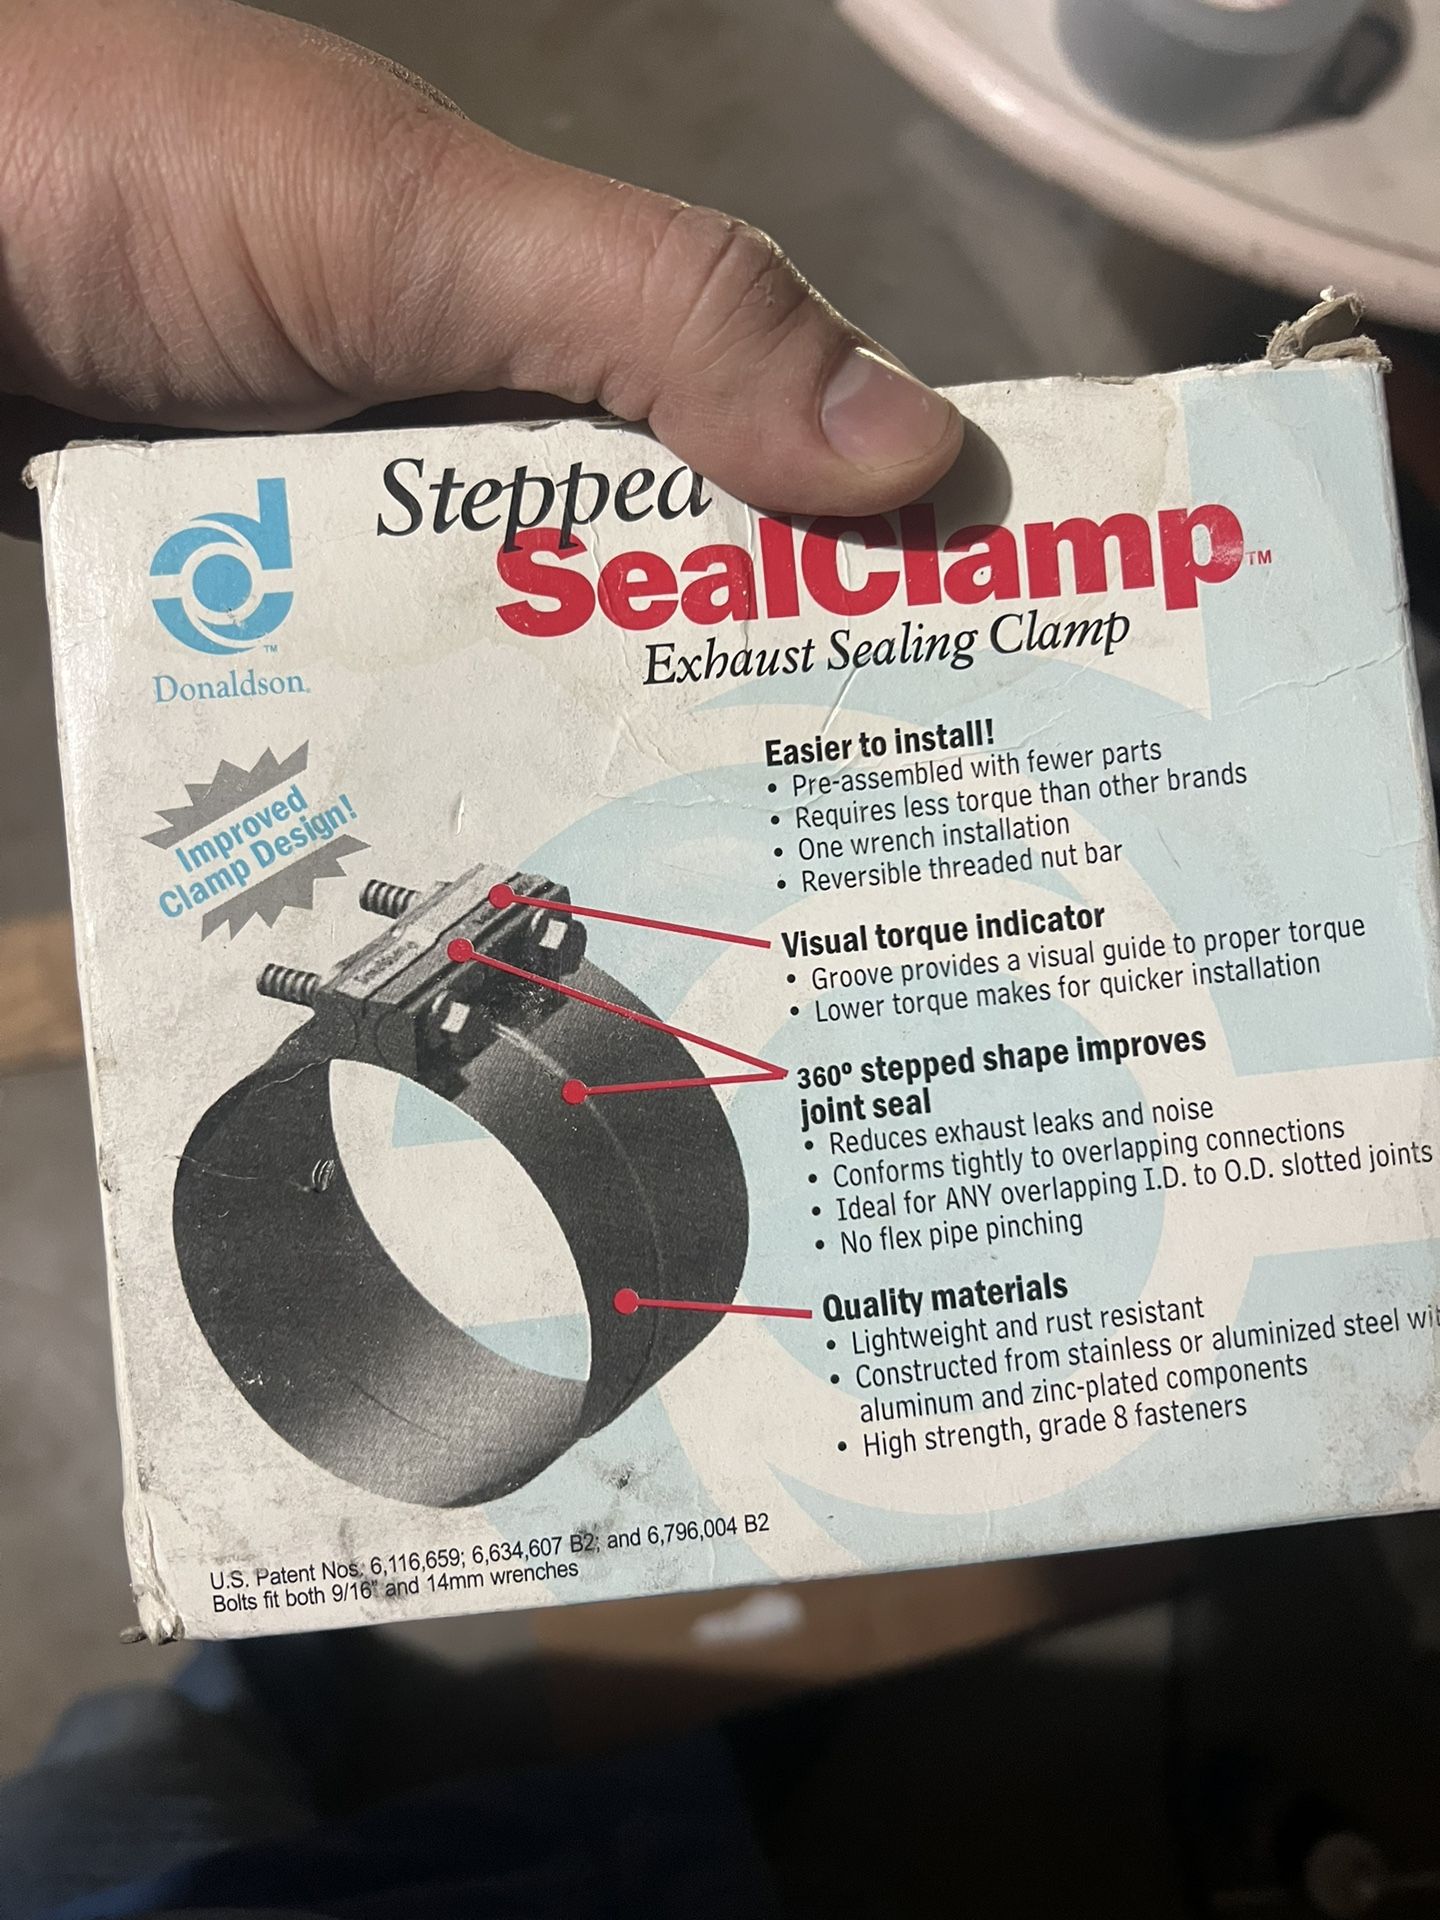 Stepped
SealClamp™
Exhaust Sealing Clamp
d
™
Donaldson®
Improved
Clamp Design!
Easier to install!
• Pre-assembled with fewer parts
• Requires less torque than other brands
• One wrench installation
• Reversible threaded nut bar
Visual torque indicator
• Groove provides a visual guide to proper torque
• Lower torque makes for quicker installation
360° stepped shape improves
joint seal
• Reduces exhaust leaks and noise
• Conforms tightly to overlapping connections
• Ideal for ANY overlapping I.D. to O.D. slotted joints
• No flex pipe pinching
Quality materials
• Lightweight and rust resistant
• Constructed from stainless or aluminized steel wit
aluminum and zinc-plated components
• High strength, grade 8 fasteners
U.S. Patent Nos: 6,116,659; 6,634,607 B2; and 6,796,004 B2
Bolts fit both 9/16" and 14mm wrenches